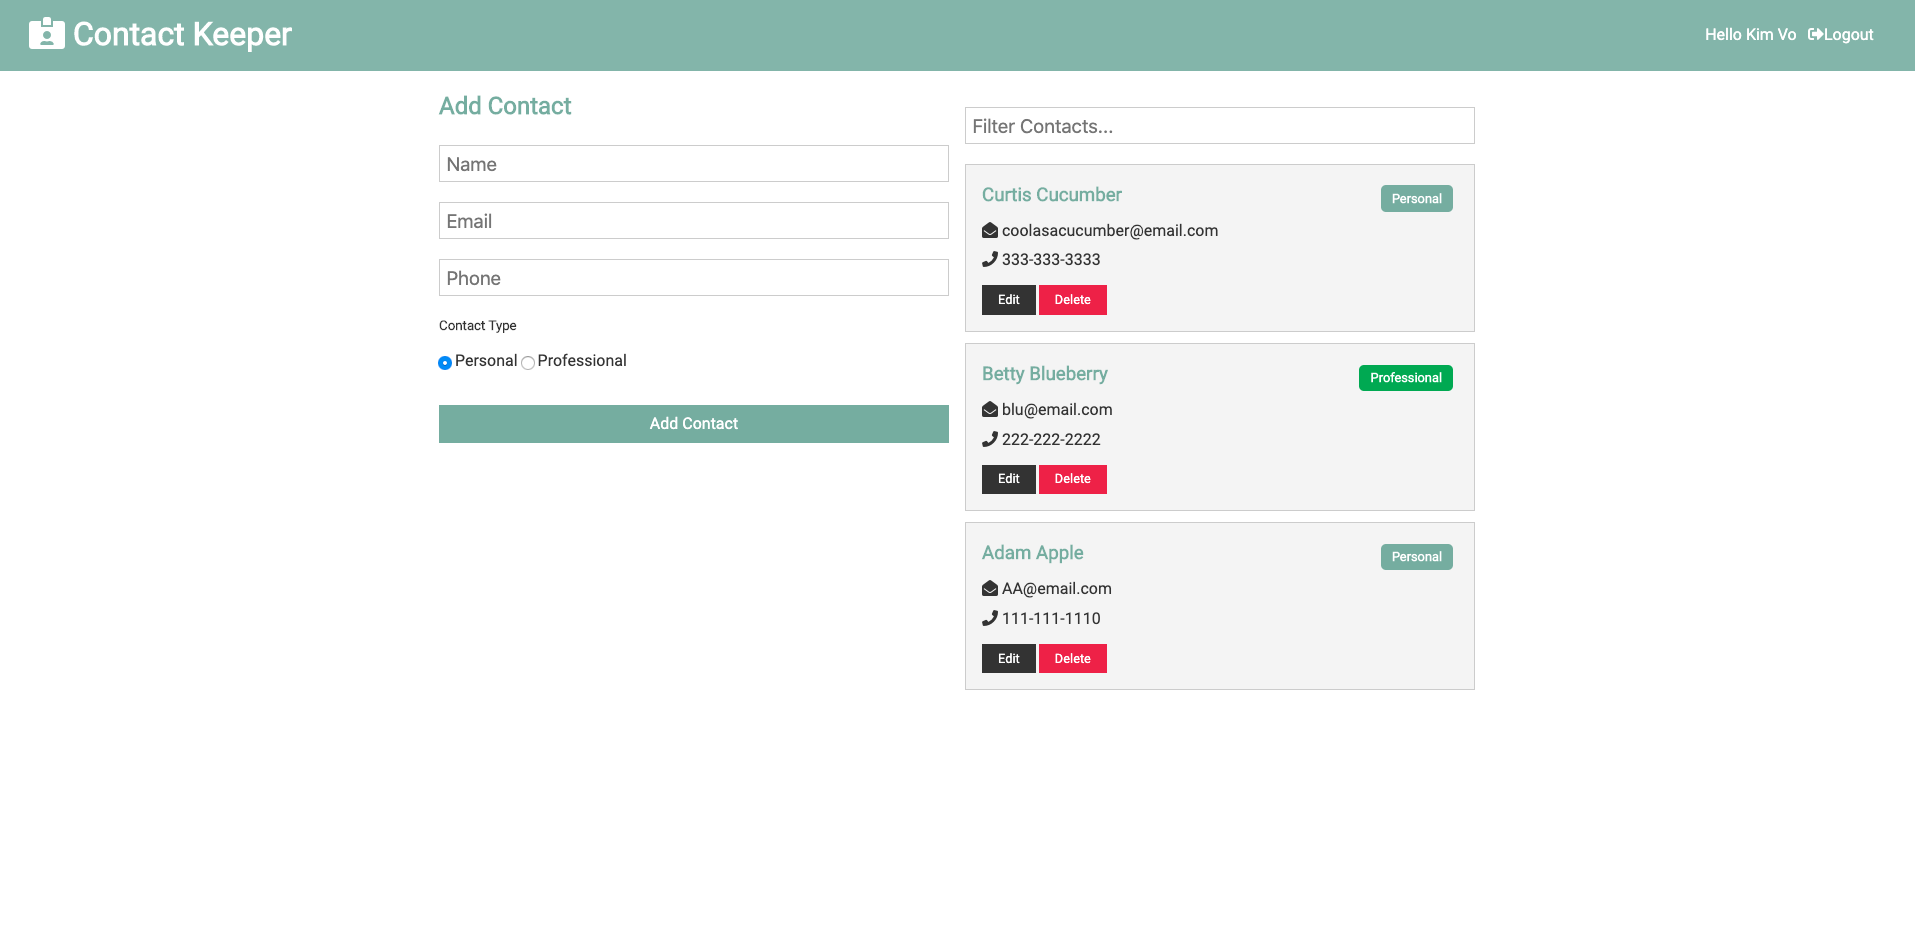 Contact Keeper
Hello Kim Vo Logout
Add Contact
Name
Email
Phone
Contact Type
Personal Professional
Add Contact
Filter Contacts...
Curtis Cucumber Personal
coolasacucumber@email.com
333-333-3333
Edit Delete
Betty Blueberry Professional
blu@email.com
222-222-2222
Edit Delete
Adam Apple Personal
AA@email.com
111-111-1110
Edit Delete